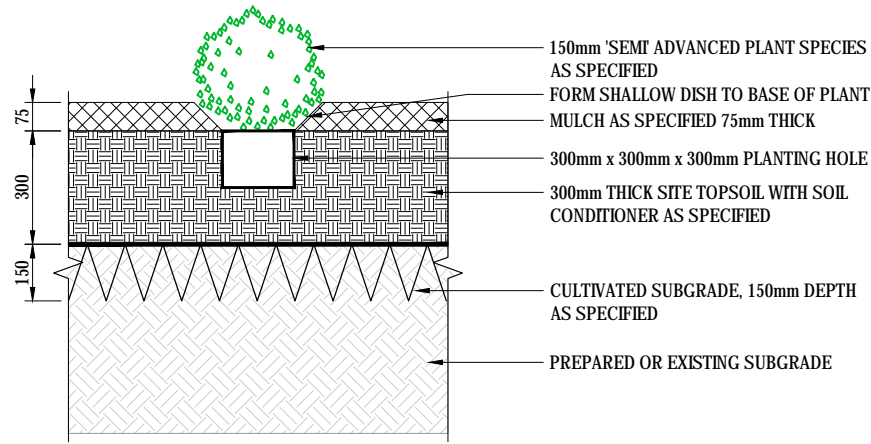 150mm 'SEMI' ADVANCED PLANT SPECIES
AS SPECIFIED
FORM SHALLOW DISH TO BASE OF PLANT
MULCH AS SPECIFIED 75mm THICK
300mm x 300mm x 300mm PLANTING HOLE
300mm THICK SITE TOPSOIL WITH SOIL
CONDITIONER AS SPECIFIED
CULTIVATED SUBGRADE, 150mm DEPTH
AS SPECIFIED
PREPARED OR EXISTING SUBGRADE
75
300
150